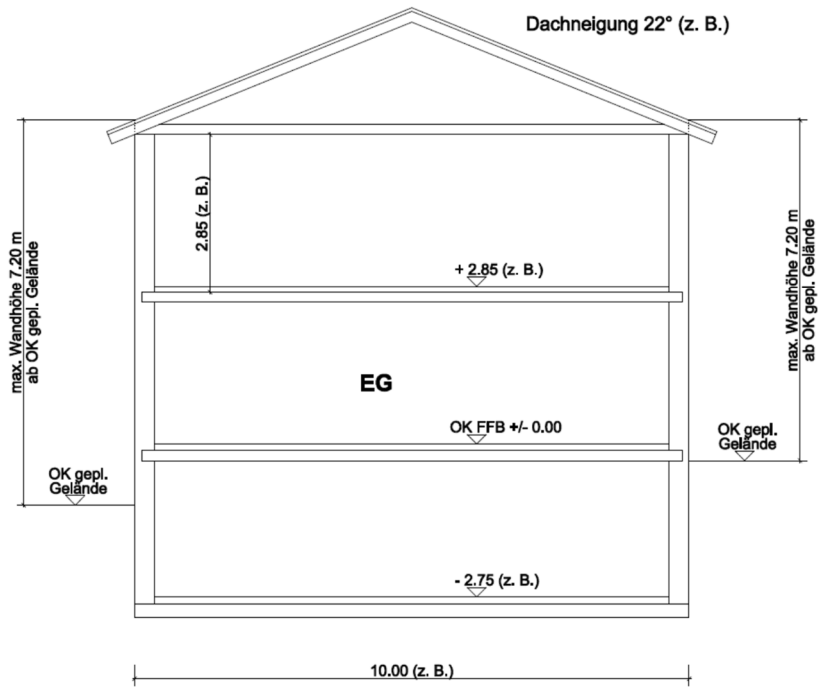 Dachneigung 22° (z. B.)
max. Wandhöhe 7.20 m
ab OK gepl. Gelände
2.85 (z. B.)
+ 2.85 (z. B.)
max. Wandhöhe 7.20 m
ab OK gepl. Gelände
EG
OK FFB +/- 0.00
OK gepl.
Gelände
OK gepl.
Gelände
- 2.75 (z. B.)
10.00 (z. B.)